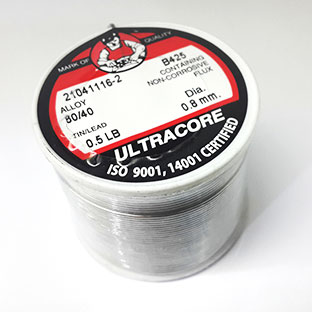 MARK OF QUALITY
21041116-2
ALLOY
60/40
TIN/LEAD
0.5 LB
B425
CONTAINING
NON-CORROSIVE
FLUX
Dia.
0.8 mm.
ULTRACORE
ISO 9001, 14001 CERTIFIED